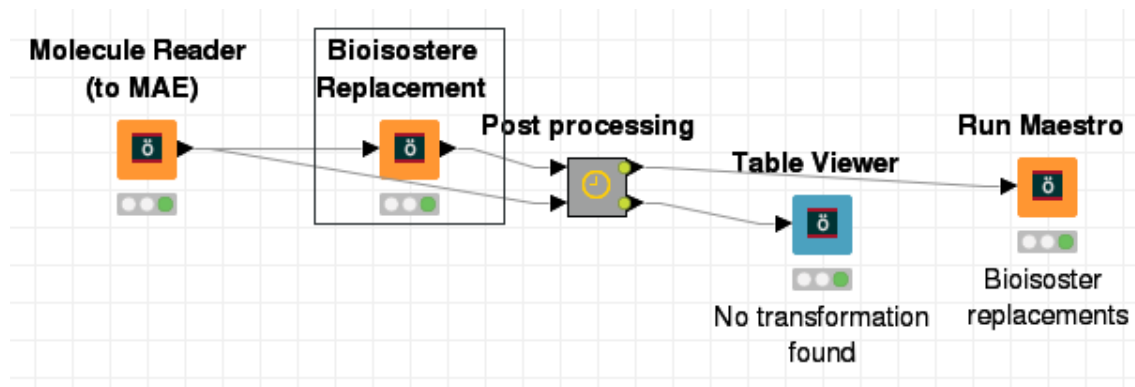 Molecule Reader
(to MAE)
Bioisostere
Replacement
Post processing
Table Viewer
Run Maestro
ö
ö
ö
ö
No transformation
found
Bioisoster
replacements